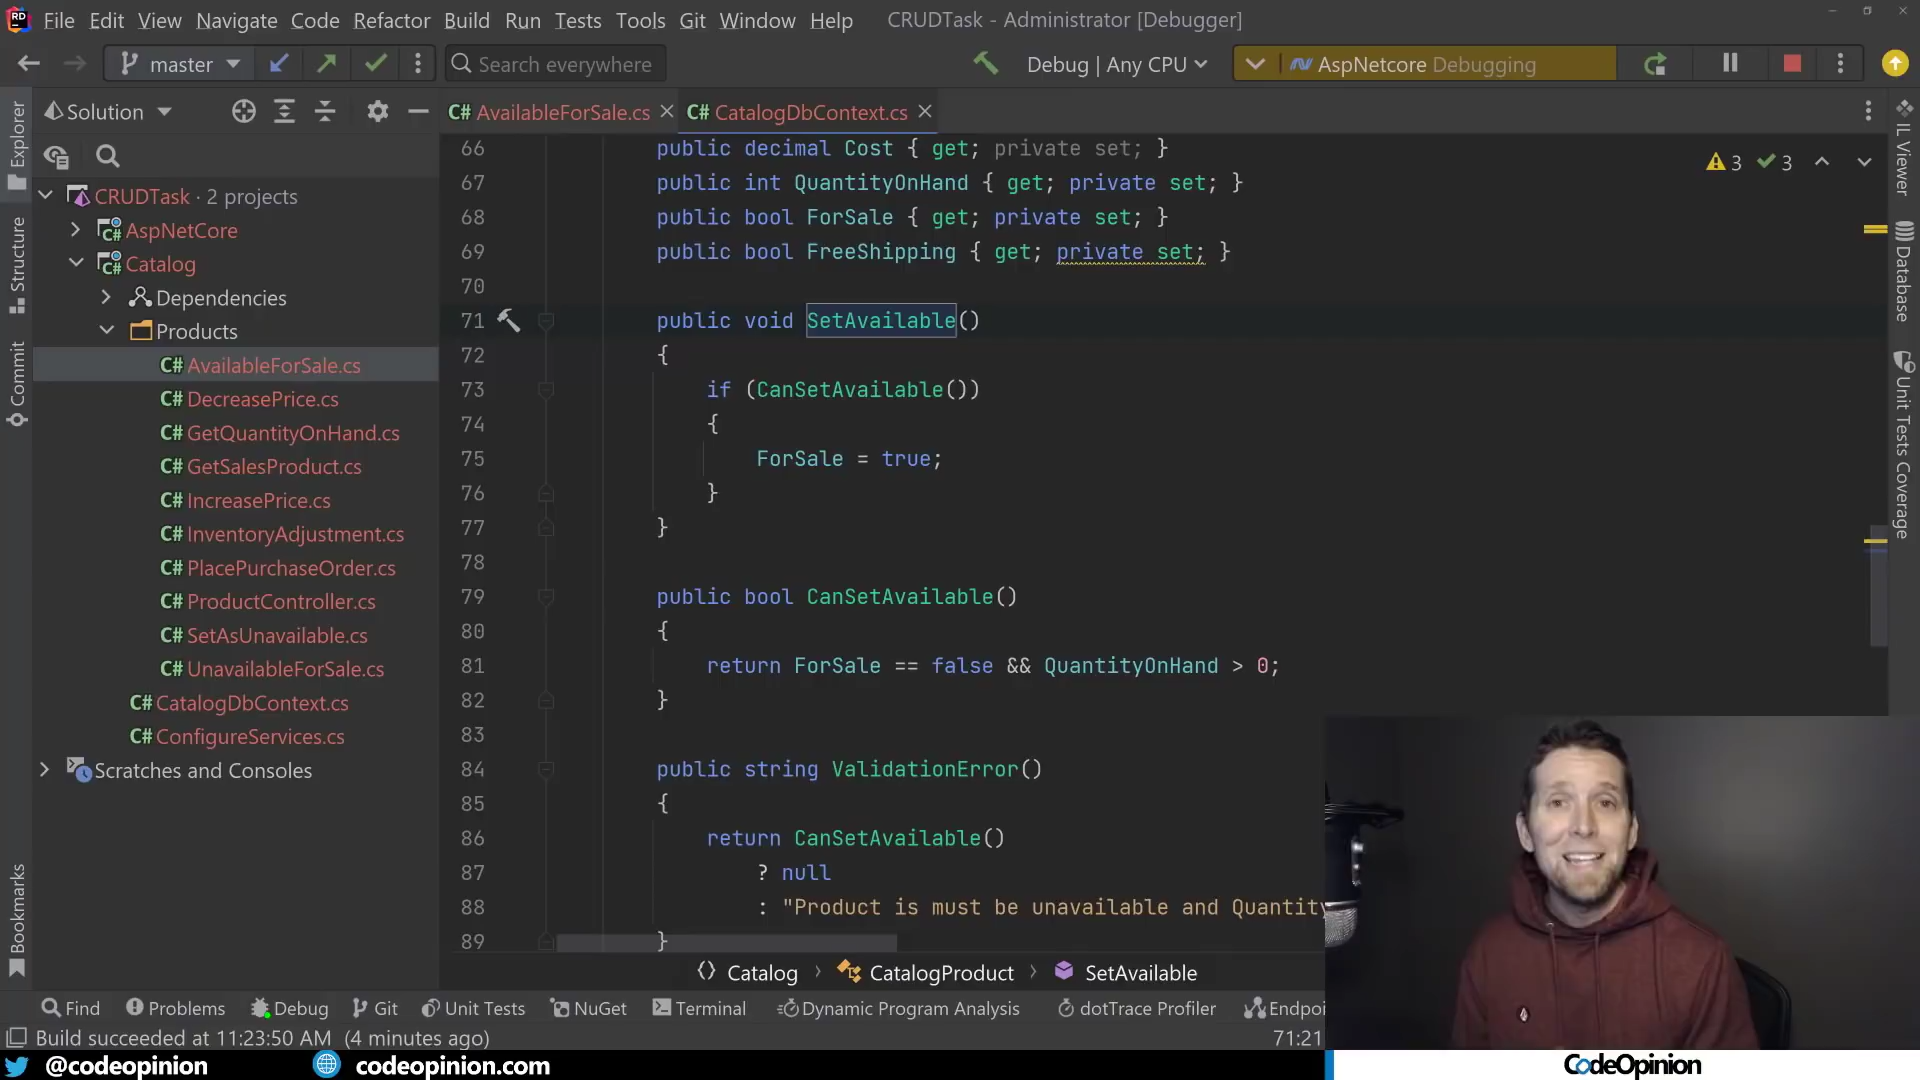 File Edit View Navigate Code Refactor Build Run Tests Tools Git Window Help CRUDTask - Administrator [Debugger]
master Search everywhere Debug | Any CPU AspNetcore Debugging
Solution
C# AvailableForSale.cs C# CatalogDbContext.cs
Explorer
Structure
Commit
Bookmarks
CRUDTask · 2 projects
AspNetCore
Catalog
Dependencies
Products
C# AvailableForSale.cs
C# DecreasePrice.cs
C# GetQuantityOnHand.cs
C# GetSalesProduct.cs
C# IncreasePrice.cs
C# InventoryAdjustment.cs
C# PlacePurchaseOrder.cs
C# ProductController.cs
C# SetAsUnavailable.cs
C# UnavailableForSale.cs
C# CatalogDbContext.cs
C# ConfigureServices.cs
Scratches and Consoles
66 public decimal Cost { get; private set; }
67 public int QuantityOnHand { get; private set; }
68 public bool ForSale { get; private set; }
69 public bool FreeShipping { get; private set; }
70
71 public void SetAvailable()
72 {
73 if (CanSetAvailable())
74 {
75 ForSale = true;
76 }
77 }
78
79 public bool CanSetAvailable()
80 {
81 return ForSale == false && QuantityOnHand > 0;
82 }
83
84 public string ValidationError()
85 {
86 return CanSetAvailable()
87 ? null
88 : "Product is must be unavailable and Quantity
89 }
3 3
IL Viewer
Database
Unit Tests Coverage
Catalog › CatalogProduct › SetAvailable
Find Problems Debug Git Unit Tests NuGet Terminal Dynamic Program Analysis dotTrace Profiler Endpoi
Build succeeded at 11:23:50 AM (4 minutes ago) 71:21
@codeopinion codeopinion.com CodeOpinion